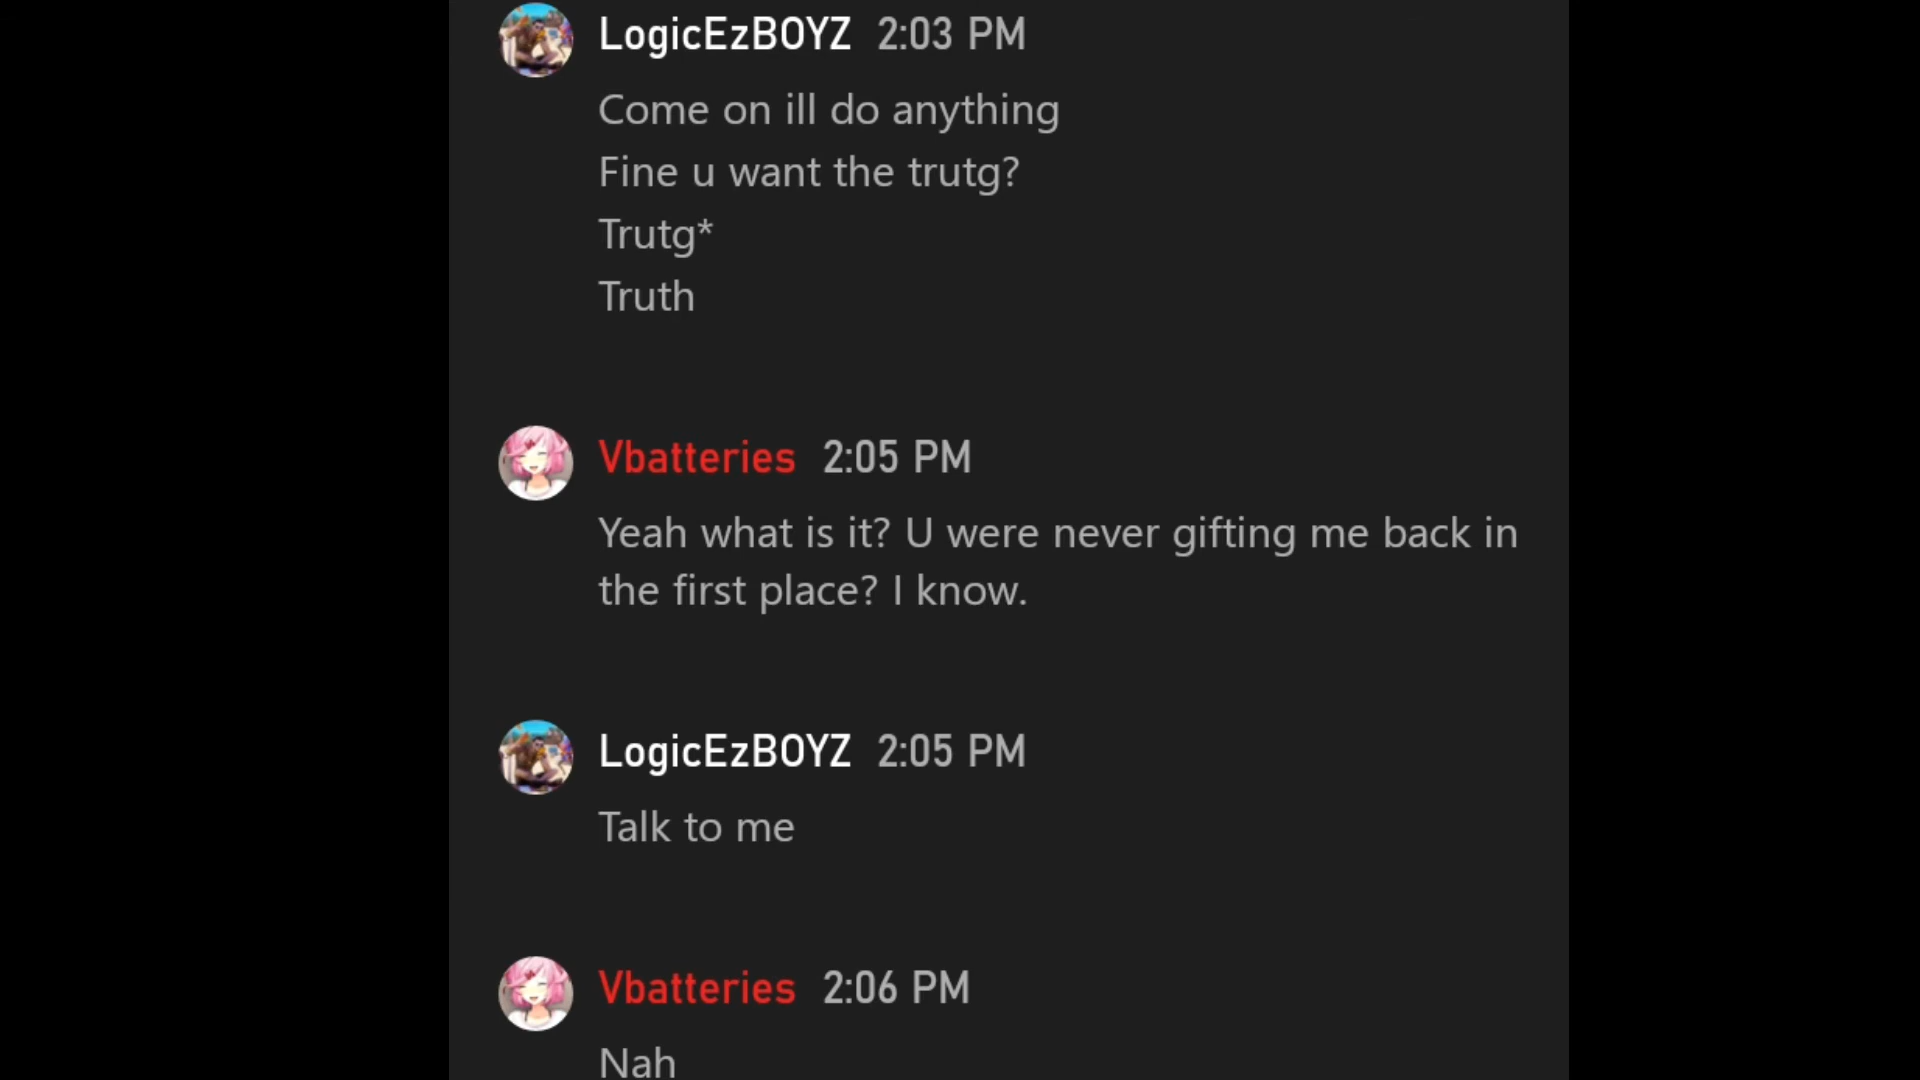 LogicEzBOYZ 2:03 PM
Come on ill do anything
Fine u want the trutg?
Trutg*
Truth
Vbatteries 2:05 PM
Yeah what is it? U were never gifting me back in
the first place? I know.
LogicEzBOYZ 2:05 PM
Talk to me
Vbatteries 2:06 PM
Nah